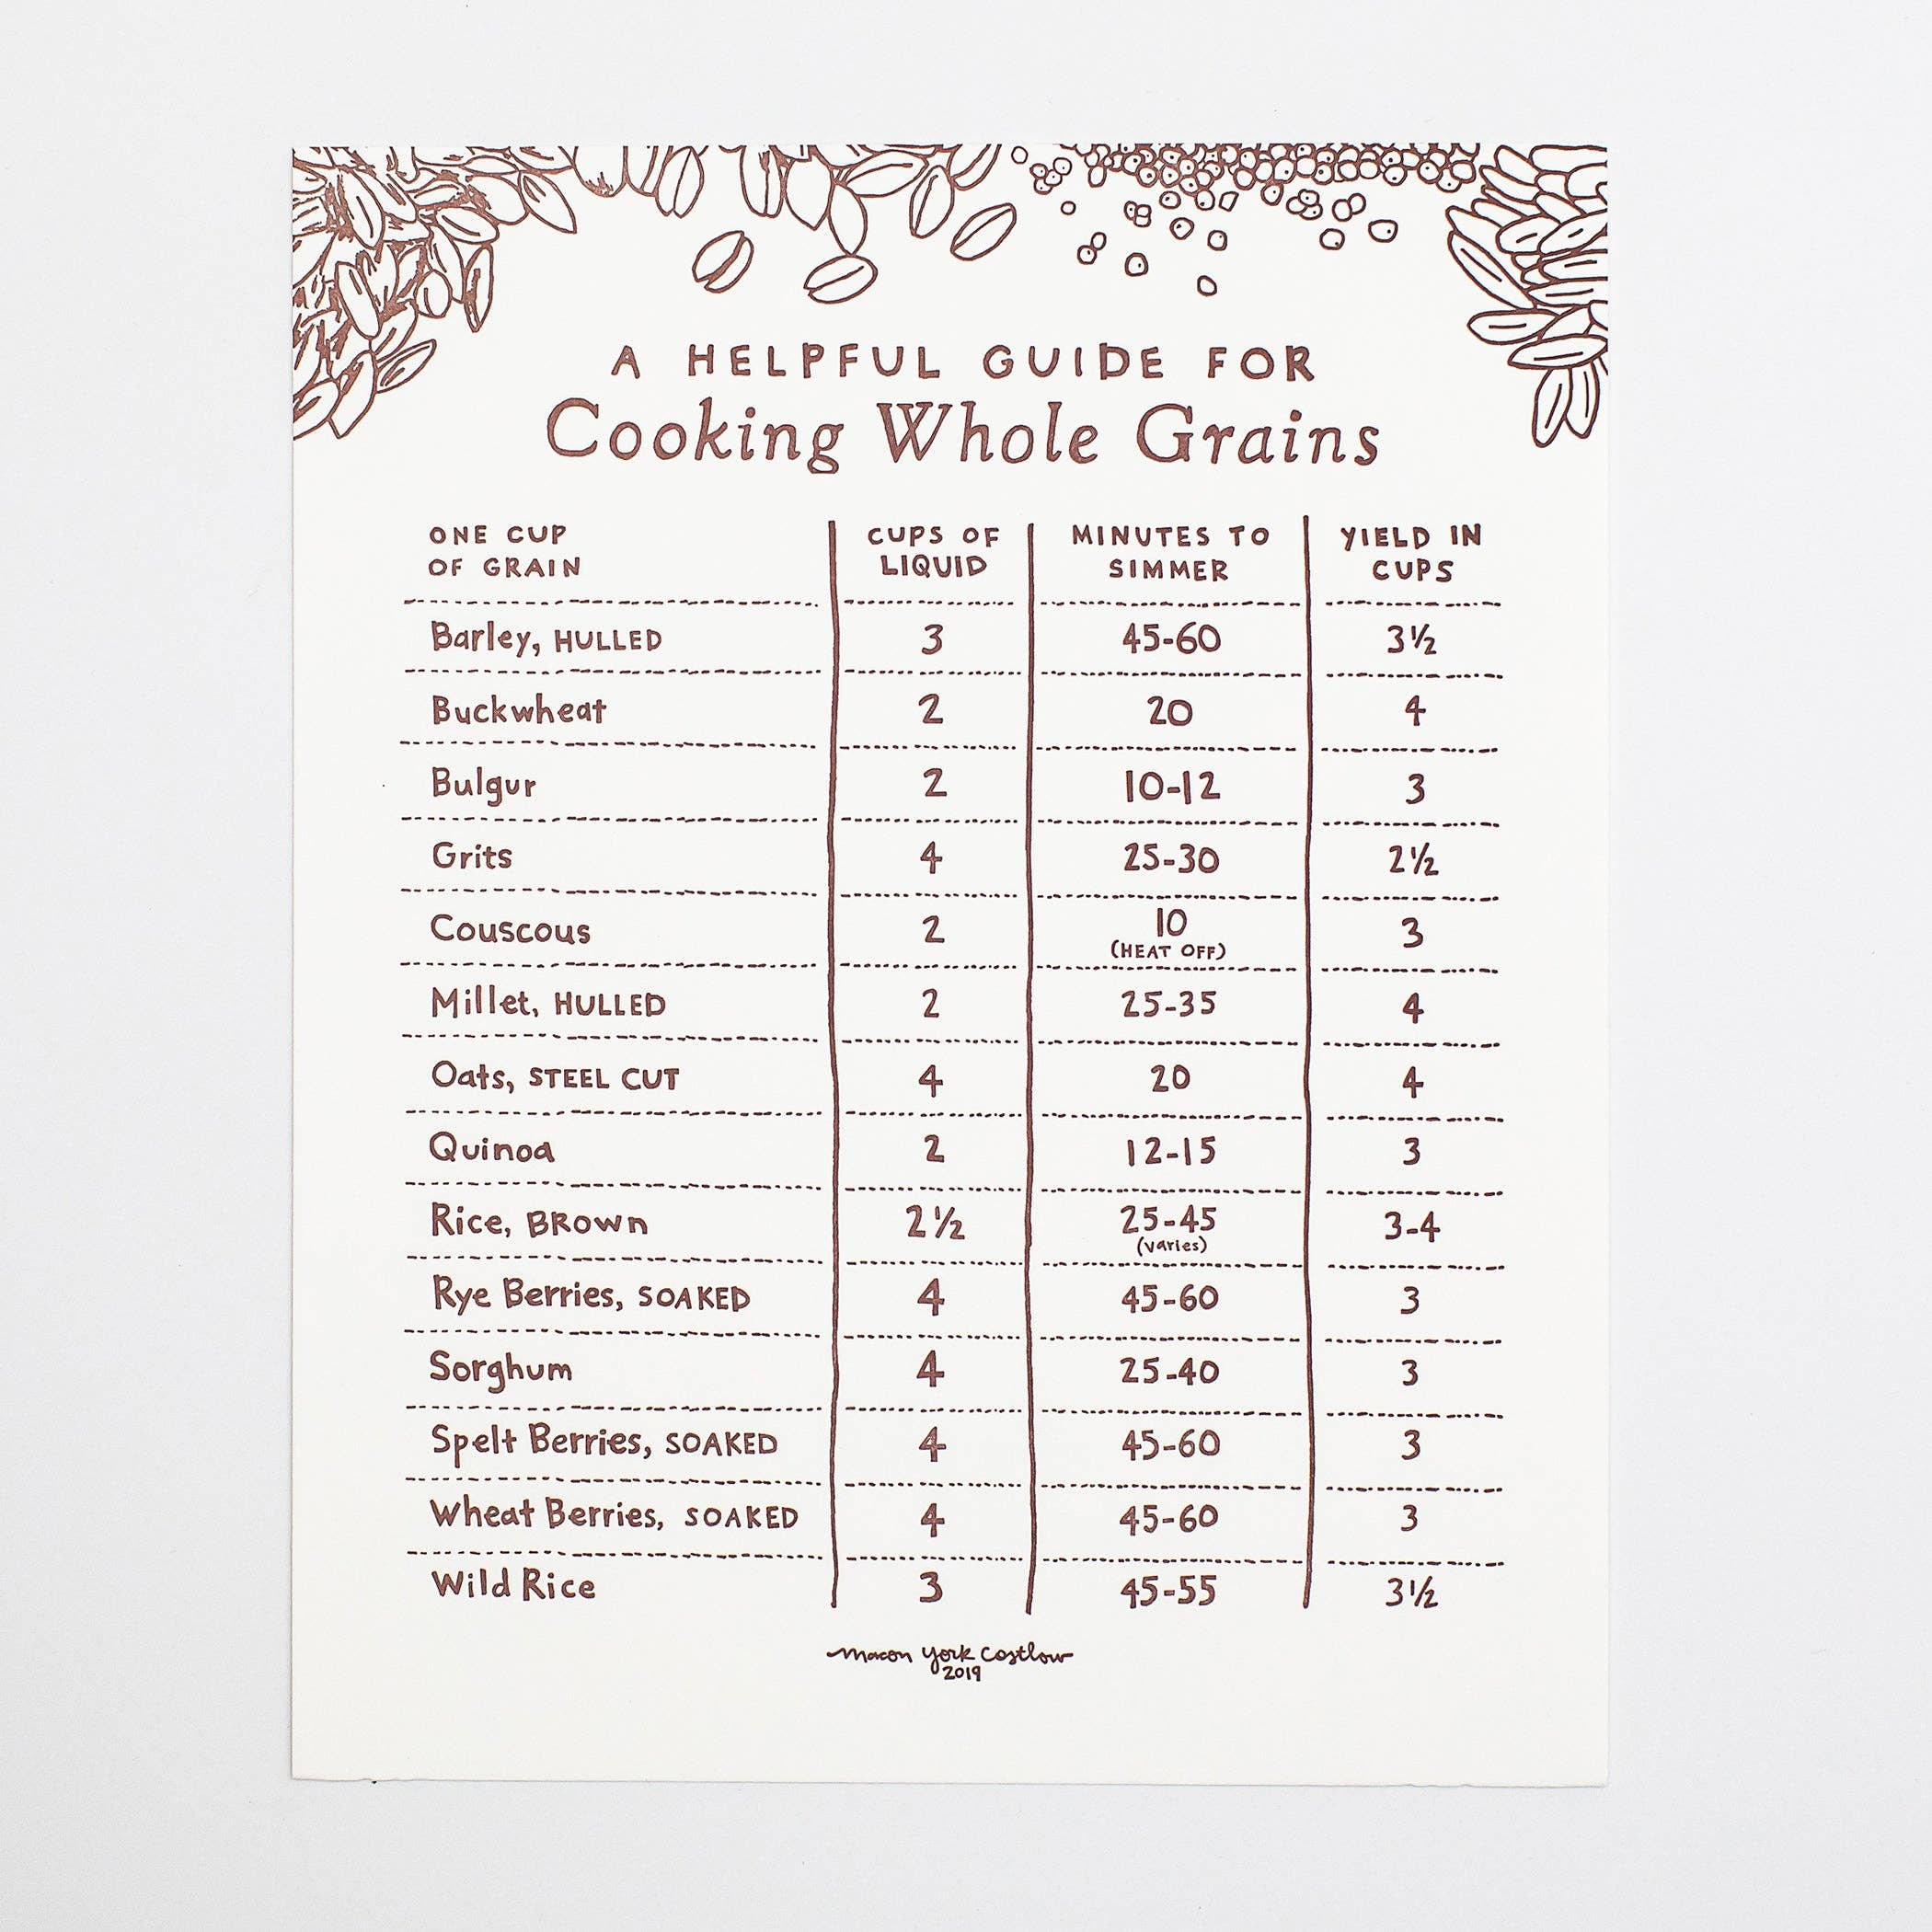 A HELPFUL GUIDE FOR
Cooking Whole Grains
ONE CUP OF GRAIN CUPS OF LIQUID MINUTES TO SIMMER YIELD IN CUPS
Barley, HULLED 3 45-60 3½
Buckwheat 2 20 4
Bulgur 2 10-12 3
Grits 4 25-30 2½
Couscous 2 10 (HEAT OFF) 3
Millet, HULLED 2 25-35 4
Oats, STEEL CUT 4 20 4
Quinoa 2 12-15 3
Rice, BROWN 2½ 25-45 (varies) 3-4
Rye Berries, SOAKED 4 45-60 3
Sorghum 4 25-40 3
Spelt Berries, SOAKED 4 45-60 3
Wheat Berries, SOAKED 4 45-60 3
Wild Rice 3 45-55 3½
Macon York Costlow
2019